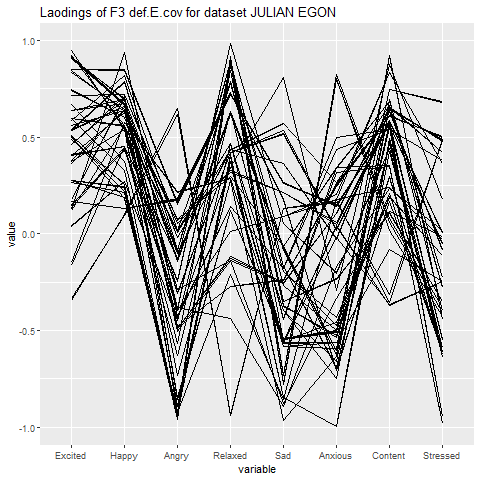 Laodings of F3 def.E.cov for dataset JULIAN EGON
1.0
0.5
0.0
-0.5
-1.0
value
Excited Happy Angry Relaxed Sad Anxious Content Stressed
variable